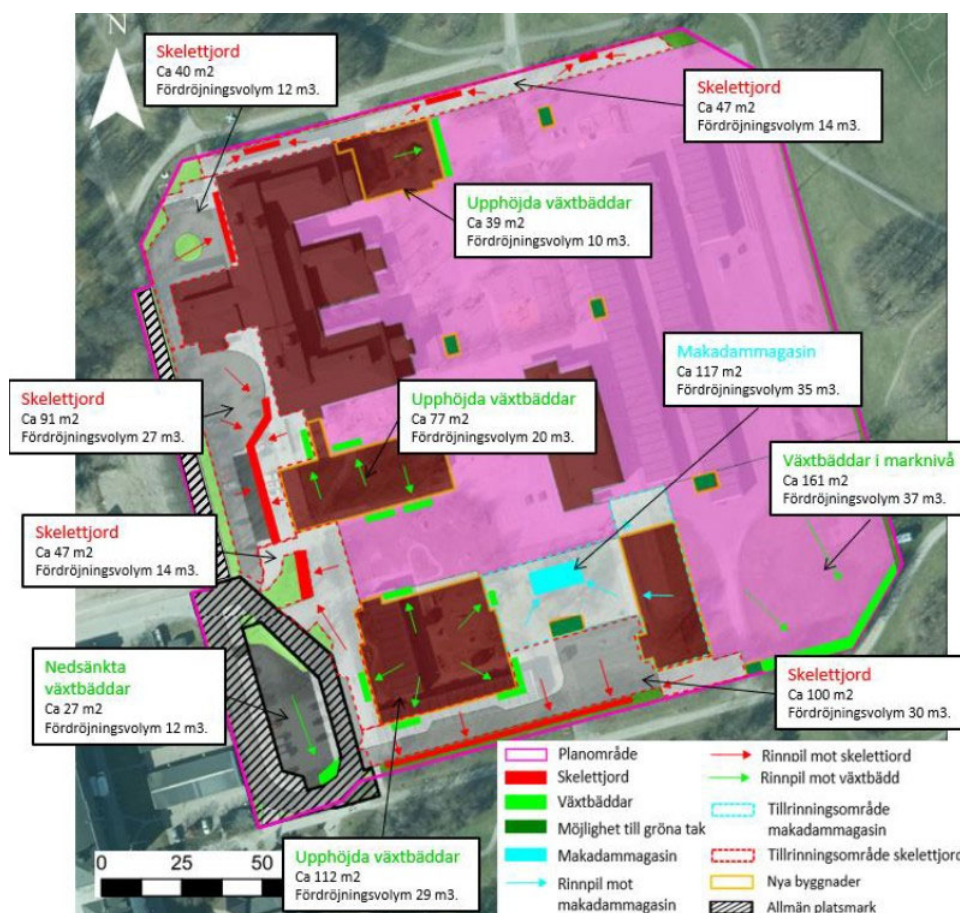 N
Skelettjord
Ca 40 m2
Fördröjningsvolym 12 m3.
Skelettjord
Ca 47 m2
Fördröjningsvolym 14 m3.
Upphöjda växtbäddar
Ca 39 m2
Fördröjningsvolym 10 m3.
Makadammagasin
Ca 117 m2
Fördröjningsvolym 35 m3.
Skelettjord
Ca 91 m2
Fördröjningsvolym 27 m3.
Upphöjda växtbäddar
Ca 77 m2
Fördröjningsvolym 20 m3.
Växtbäddar i marknivå
Ca 161 m2
Fördröjningsvolym 37 m3.
Skelettjord
Ca 47 m2
Fördröjningsvolym 14 m3.
Nedsänkta
växtbäddar
Ca 27 m2
Fördröjningsvolym 12 m3.
Skelettjord
Ca 100 m2
Fördröjningsvolym 30 m3.
Upphöjda växtbäddar
Ca 112 m2
Fördröjningsvolym 29 m3.
0 25 50
Planområde
Skelettjord
Växtbäddar
Möjlighet till gröna tak
Makadammagasin
Rinnpil mot
makadammagasin
Rinnpil mot skelettjord
Rinnpil mot växtbädd
Tillrinningsområde
makadammagasin
Tillrinningsområde skelettjord
Nya byggnader
Allmän platsmark